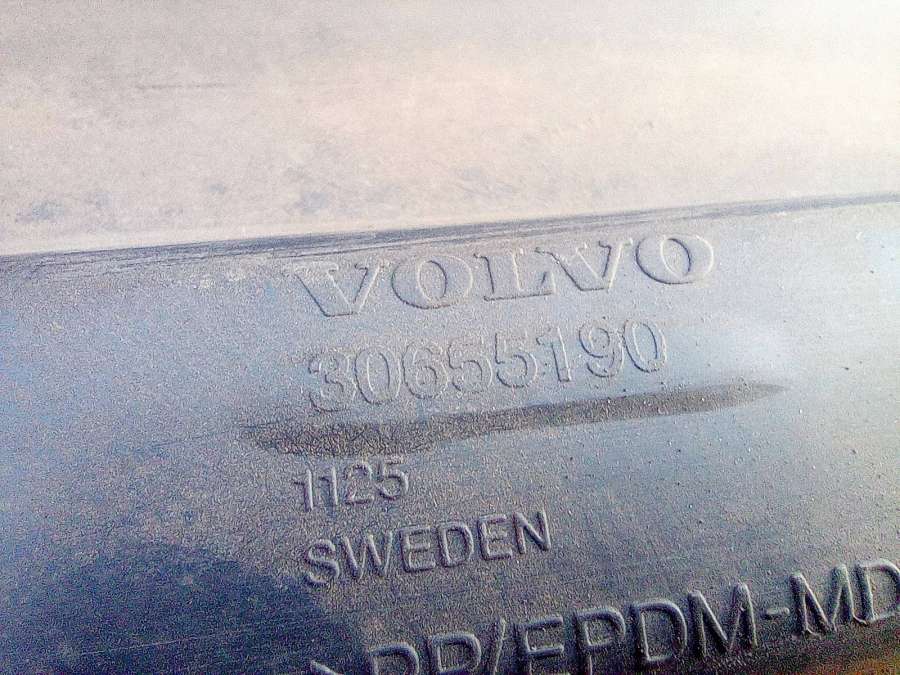 VOLVO
30655190
1125
SWEDEN
>PP/EPDM-MD